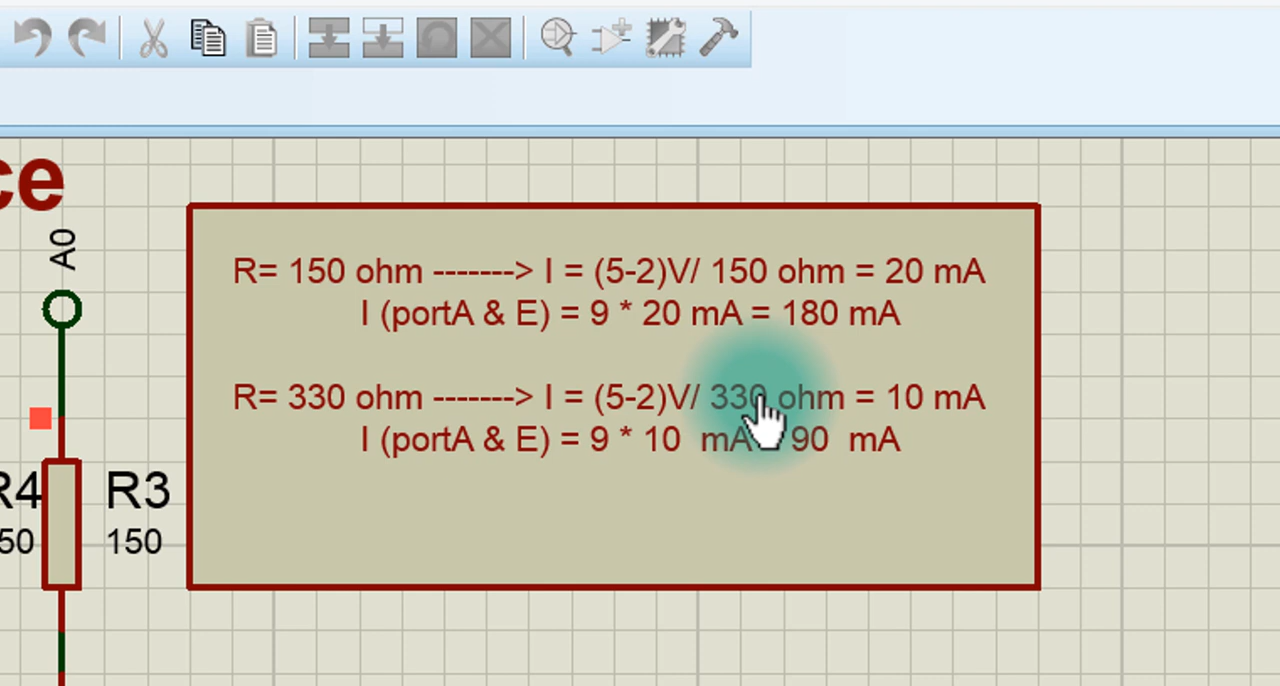 ce
A0
R= 150 ohm -------> I = (5-2)V/ 150 ohm = 20 mA
I (portA & E) = 9 * 20 mA = 180 mA
R= 330 ohm -------> I = (5-2)V/ 330 ohm = 10 mA
I (portA & E) = 9 * 10 mA 90 mA
R4
R3
50
150